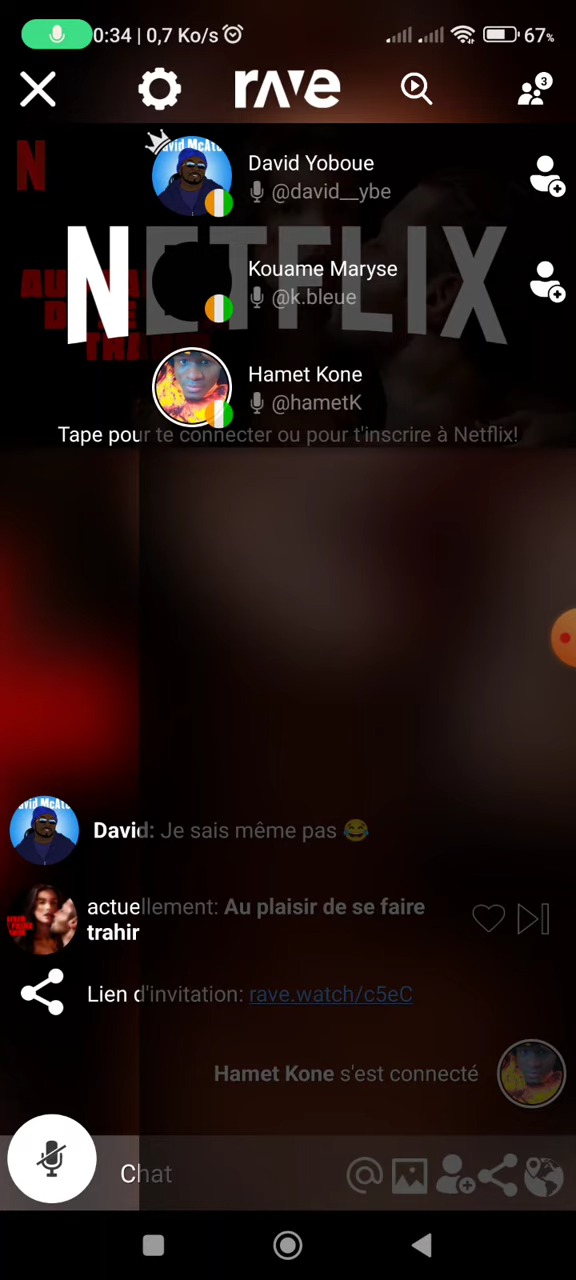 0:34 | 0,7 Ko/s
67%
rave
3
N
David McAte
David Yoboue
@david__ybe
NETFLIX
Kouame Maryse
@k.bleue
Hamet Kone
@hametK
Tape pour te connecter ou pour t'inscrire à Netflix!
David: Je sais même pas 😂
actuellement: Au plaisir de se faire
trahir
Lien d'invitation: rave.watch/c5eC
Hamet Kone s'est connecté
Chat